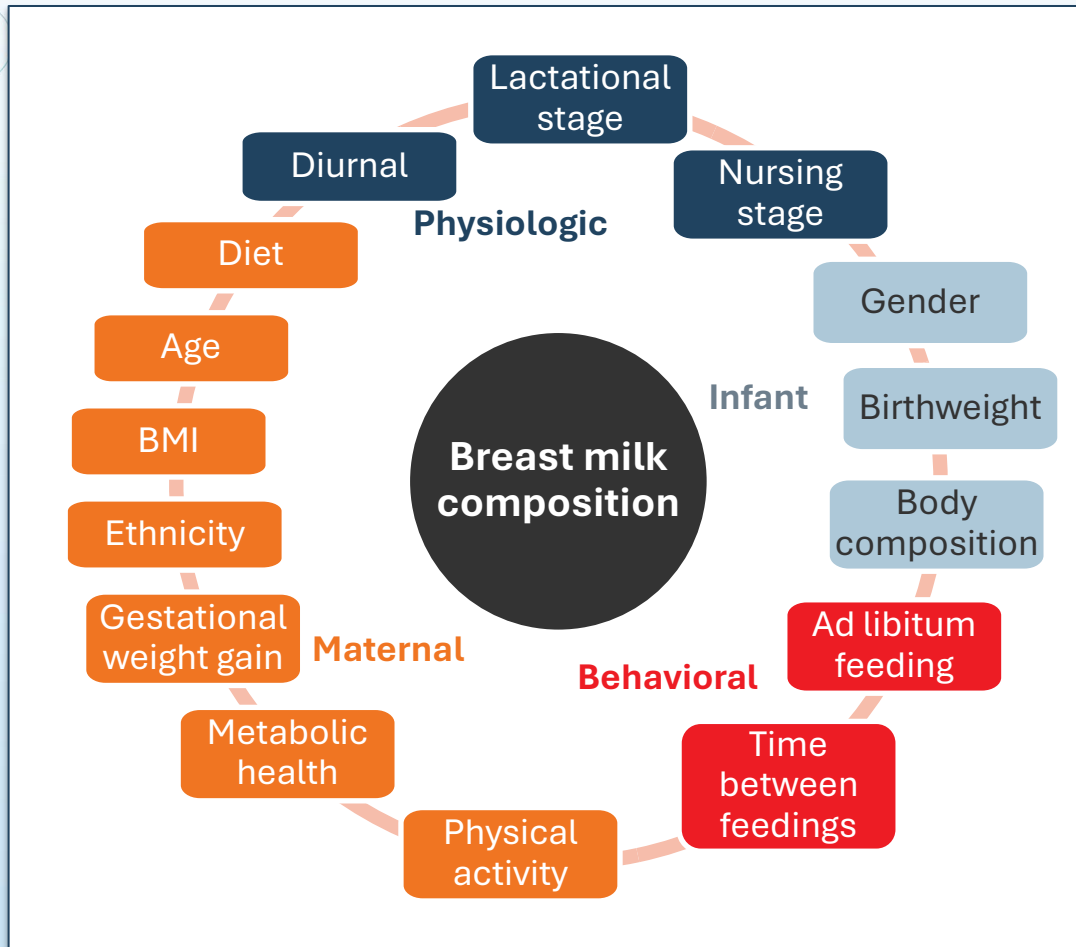 Lactational
stage
Nursing
stage
Diurnal
Physiologic
Diet
Gender
Age
Infant
Birthweight
BMI
Breast milk
composition
Body
composition
Ethnicity
Gestational
weight gain
Maternal
Ad libitum
feeding
Behavioral
Metabolic
health
Time
between
feedings
Physical
activity